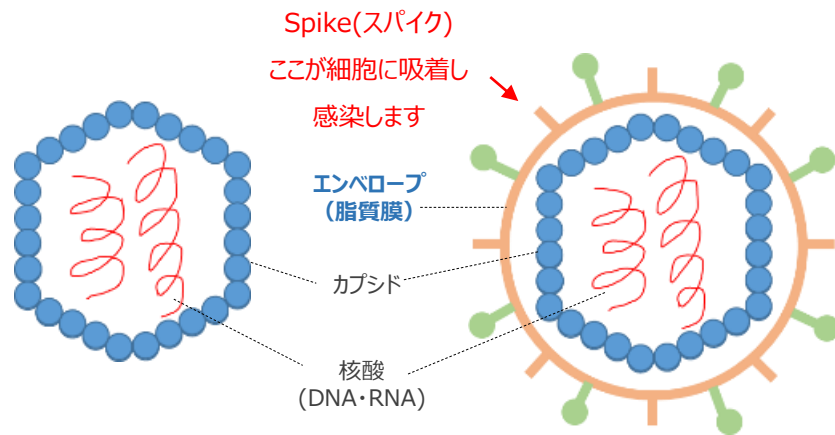 Spike(スパイク)
ここが細胞に吸着し
感染します
エンベロープ
（脂質膜）
カプシド
核酸
(DNA・RNA)